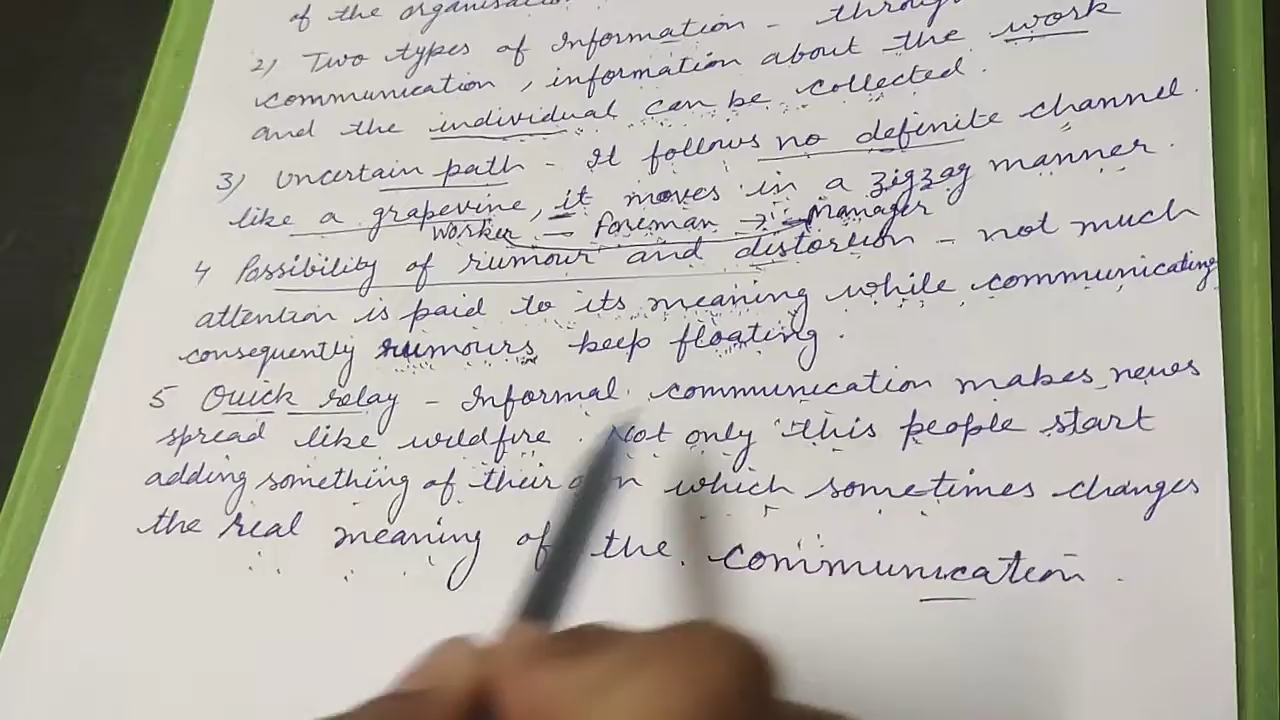 of the organisation
2) Two types of Information - through
communication, information about the work
and the individual can be collected.
3) Uncertain path - It follows no definite channel.
like a grapevine, it moves in a zigzag manner.
Worker → Foreman → Manager
4 Possibility of rumour and distortion - not much
attention is paid to its meaning while communicating
consequently rumours keep floating.
5 Quick relay - Informal communication makes news
spread like wildfire. Not only this people start
adding something of their own which sometimes changes
the real meaning of the communication.